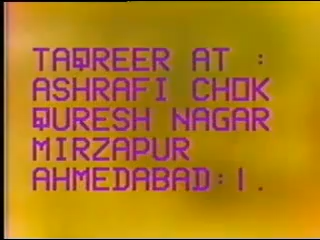 TAQREER AT :
ASHRAFI CHOK
QURESH NAGAR
MIRZAPUR
AHMEDABAD:1.